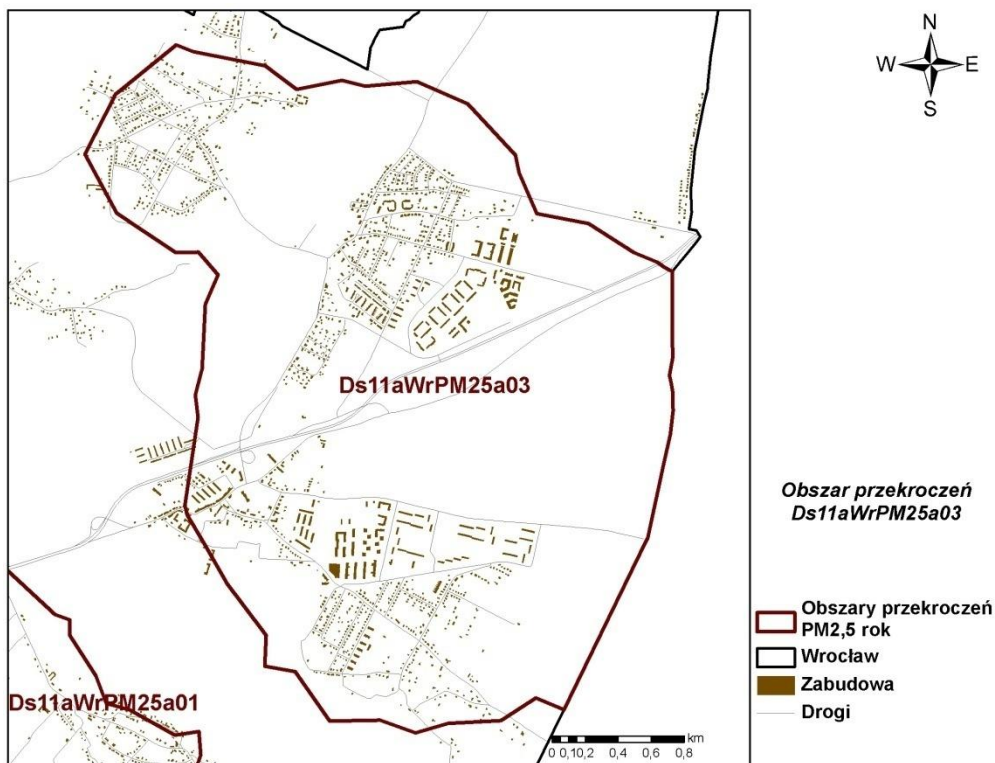 N
W E
S
Ds11aWrPM25a03
Ds11aWrPM25a01
Obszar przekroczeń
Ds11aWrPM25a03
Obszary przekroczeń
PM2,5 rok
Wrocław
Zabudowa
Drogi
km
0 0,10,2 0,4 0,6 0,8